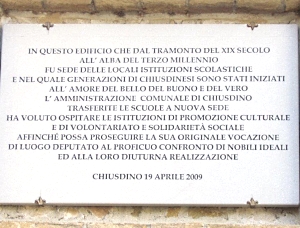 IN QUESTO EDIFICIO CHE DAL TRAMONTO DEL XIX SECOLO
ALL' ALBA DEL TERZO MILLENNIO
FU SEDE DELLE LOCALI ISTITUZIONI SCOLASTICHE
E NEL QUALE GENERAZIONI DI CHIUSDINESI SONO STATI INIZIATI
ALL' AMORE DEL BELLO DEL BUONO E DEL VERO
L' AMMINISTRAZIONE COMUNALE DI CHIUSDINO
TRASFERITE LE SCUOLE A NUOVA SEDE
HA VOLUTO OSPITARE LE ISTITUZIONI DI PROMOZIONE CULTURALE
E DI VOLONTARIATO E SOLIDARIETÀ SOCIALE
AFFINCHÉ POSSA PROSEGUIRE LA SUA ORIGINALE VOCAZIONE
DI LUOGO DEPUTATO AL PROFICUO CONFRONTO DI NOBILI IDEALI
ED ALLA LORO DIUTURNA REALIZZAZIONE
CHIUSDINO 19 APRILE 2009